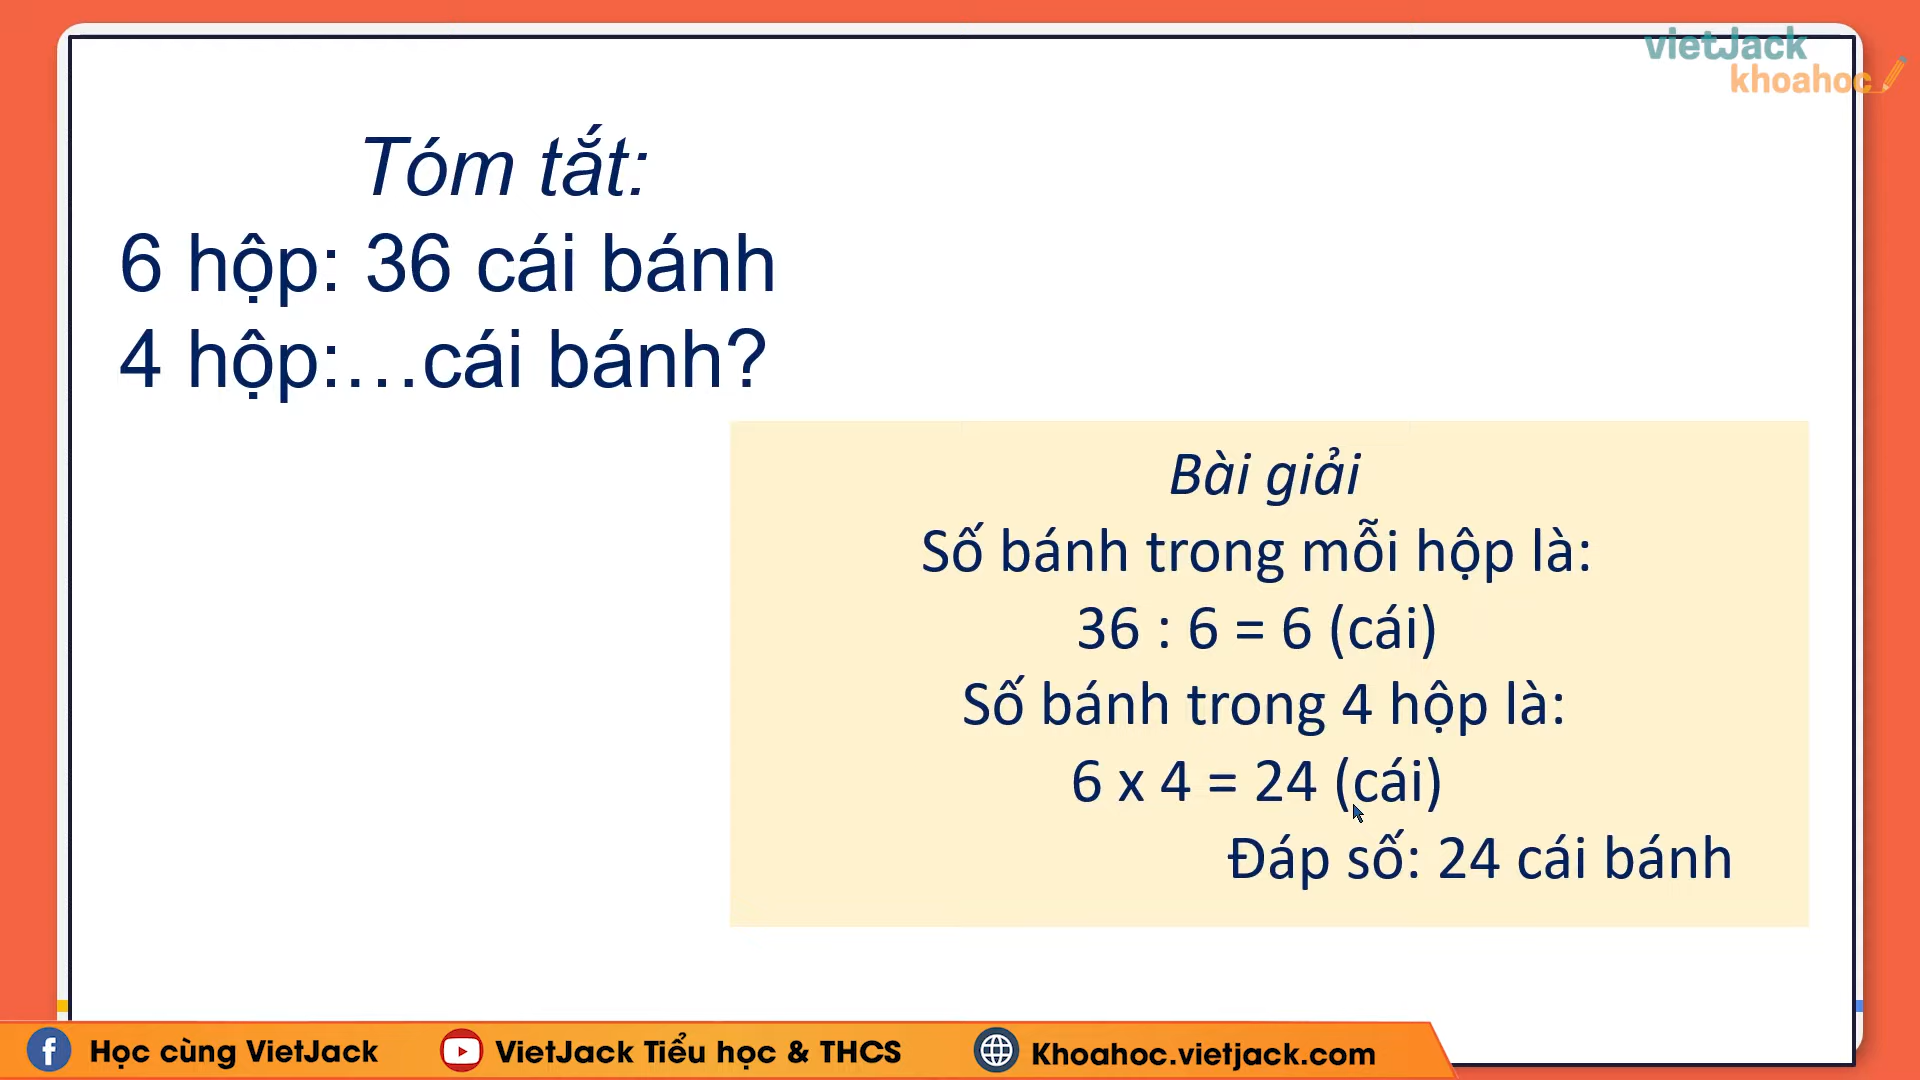 vietJack
khoahoc
Tóm tắt:
6 hộp: 36 cái bánh
4 hộp:...cái bánh?
Bài giải
Số bánh trong mỗi hộp là:
36 : 6 = 6 (cái)
Số bánh trong 4 hộp là:
6 x 4 = 24 (cái)
Đáp số: 24 cái bánh
Học cùng VietJack
VietJack Tiểu học & THCS
Khoahoc.vietjack.com